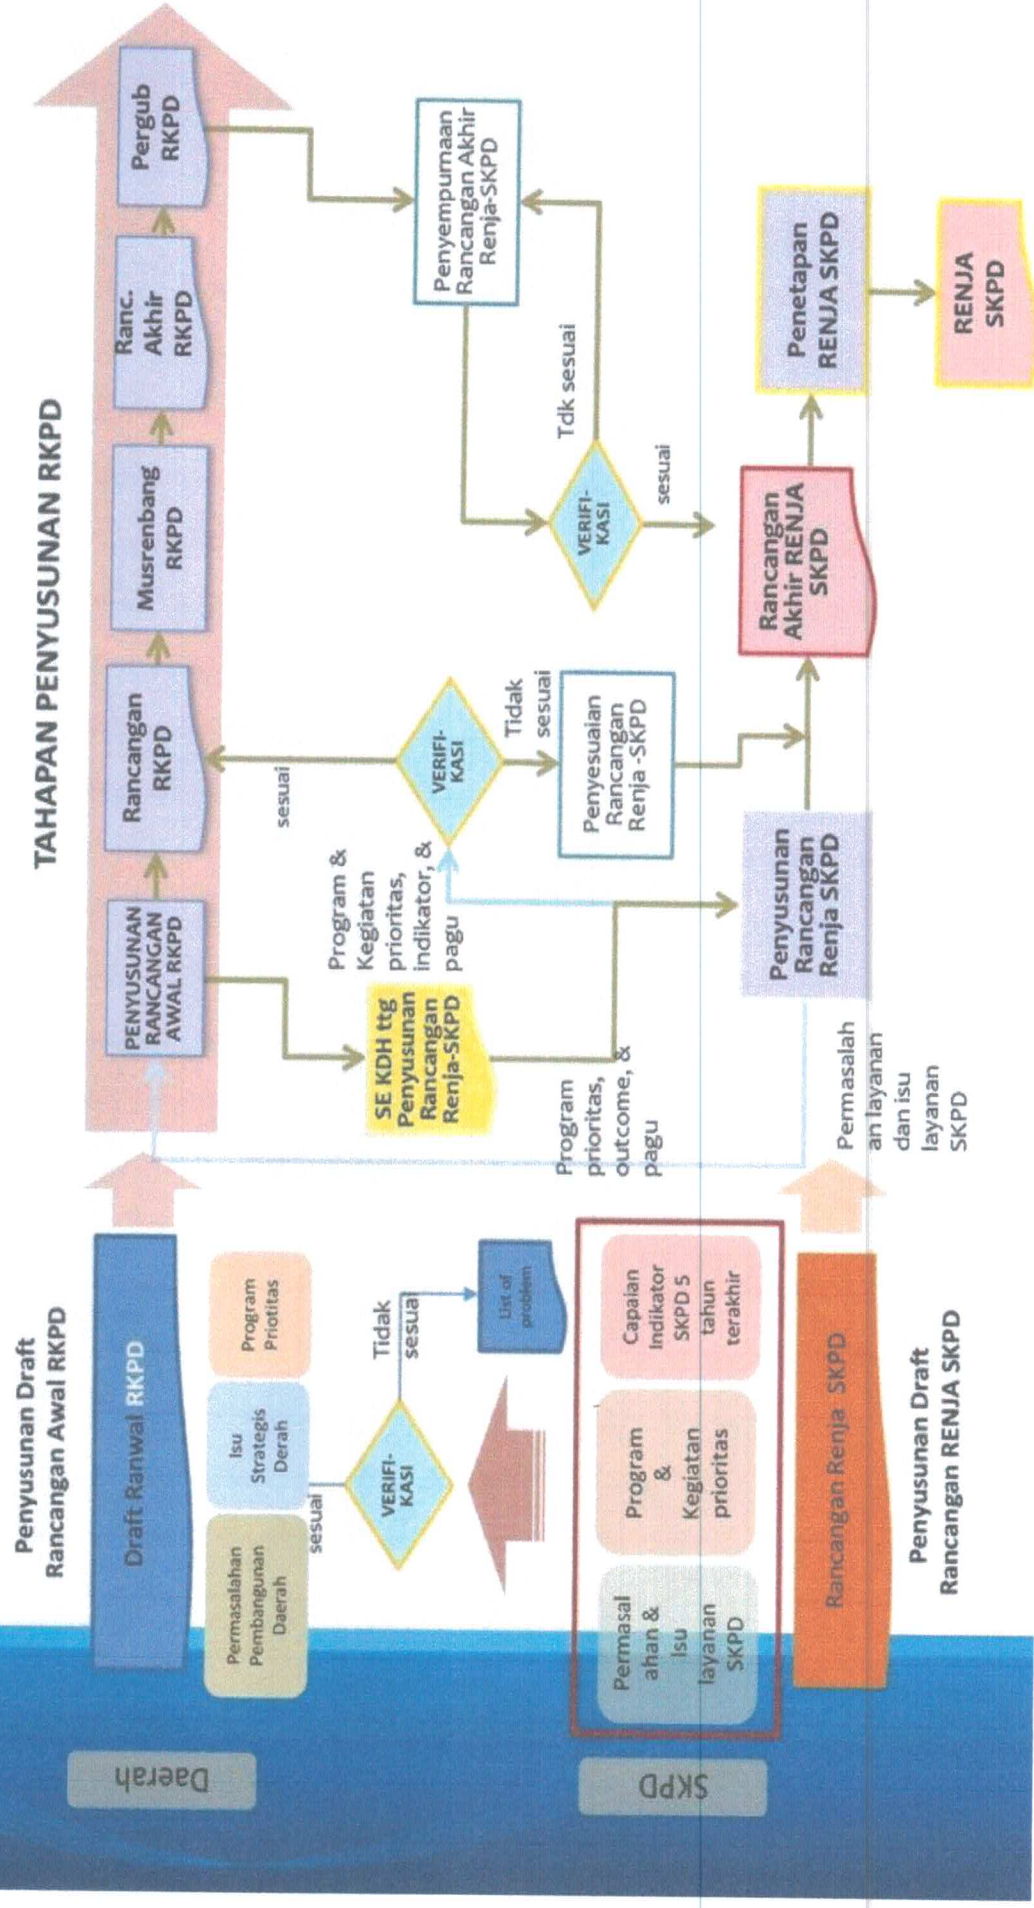 TAHAPAN PENYUSUNAN RKPD
Penyusunan Draft
Rancangan Awal RKPD
Daerah
Draft Ranwal RKPD
PENYUSUNAN
RANCANGAN
AWAL RKPD
Rancangan
RKPD
Musrenbang
RKPD
Ranc.
Akhir
RKPD
Pergub
RKPD
Permasalahan
Pembangunan
Daerah
Isu
Strategis
Derah
Program
Priotitas
sesuai
VERIFI-
KASI
Tidak
sesuai
List of
problem
SE KDH ttg
Penyusunan
Rancangan
Renja-SKPD
Program &
Kegiatan
prioritas,
indikator, &
pagu
sesuai
VERIFI-
KASI
Tidak
sesuai
Penyesuaian
Rancangan
Renja -SKPD
Penyempurnaan
Rancangan Akhir
Renja-SKPD
VERIFI-
KASI
Tdk sesuai
sesuai
Program
prioritas,
outcome, &
pagu
SKPD
Permasal
ahan &
Isu
layanan
SKPD
Program
&
Kegiatan
prioritas
Capaian
Indikator
SKPD 5
tahun
terakhir
Rancangan Renja SKPD
Penyusunan Draft
Rancangan RENJA SKPD
Permasalah
an layanan
dan isu
layanan
SKPD
Penyusunan
Rancangan
Renja SKPD
Rancangan
Akhir RENJA
SKPD
Penetapan
RENJA SKPD
RENJA
SKPD